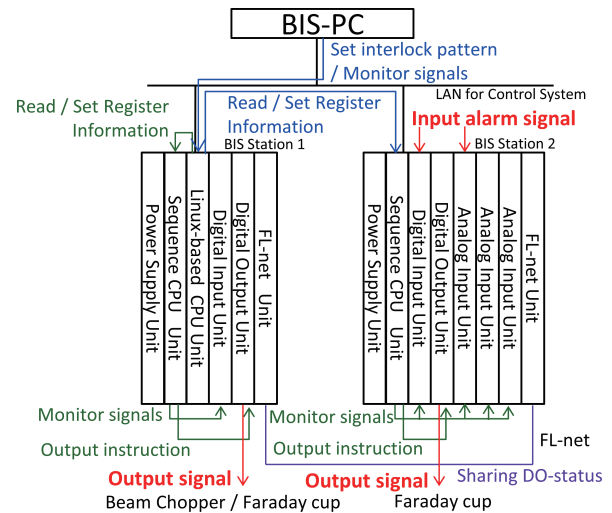 BIS-PC
Set interlock pattern
/ Monitor signals
LAN for Control System
Read / Set Register
Information
Read / Set Register
Information
Input alarm signal
BIS Station 1
BIS Station 2
Power Supply Unit
Sequence CPU Unit
Linux-based CPU Unit
Digital Input Unit
Digital Output Unit
FL-net Unit
Power Supply Unit
Sequence CPU Unit
Digital Input Unit
Digital Output Unit
Analog Input Unit
Analog Input Unit
Analog Input Unit
FL-net Unit
Monitor signals
Output instruction
Monitor signals
Output instruction
FL-net
Sharing DO-status
Output signal
Beam Chopper / Faraday cup
Output signal
Faraday cup